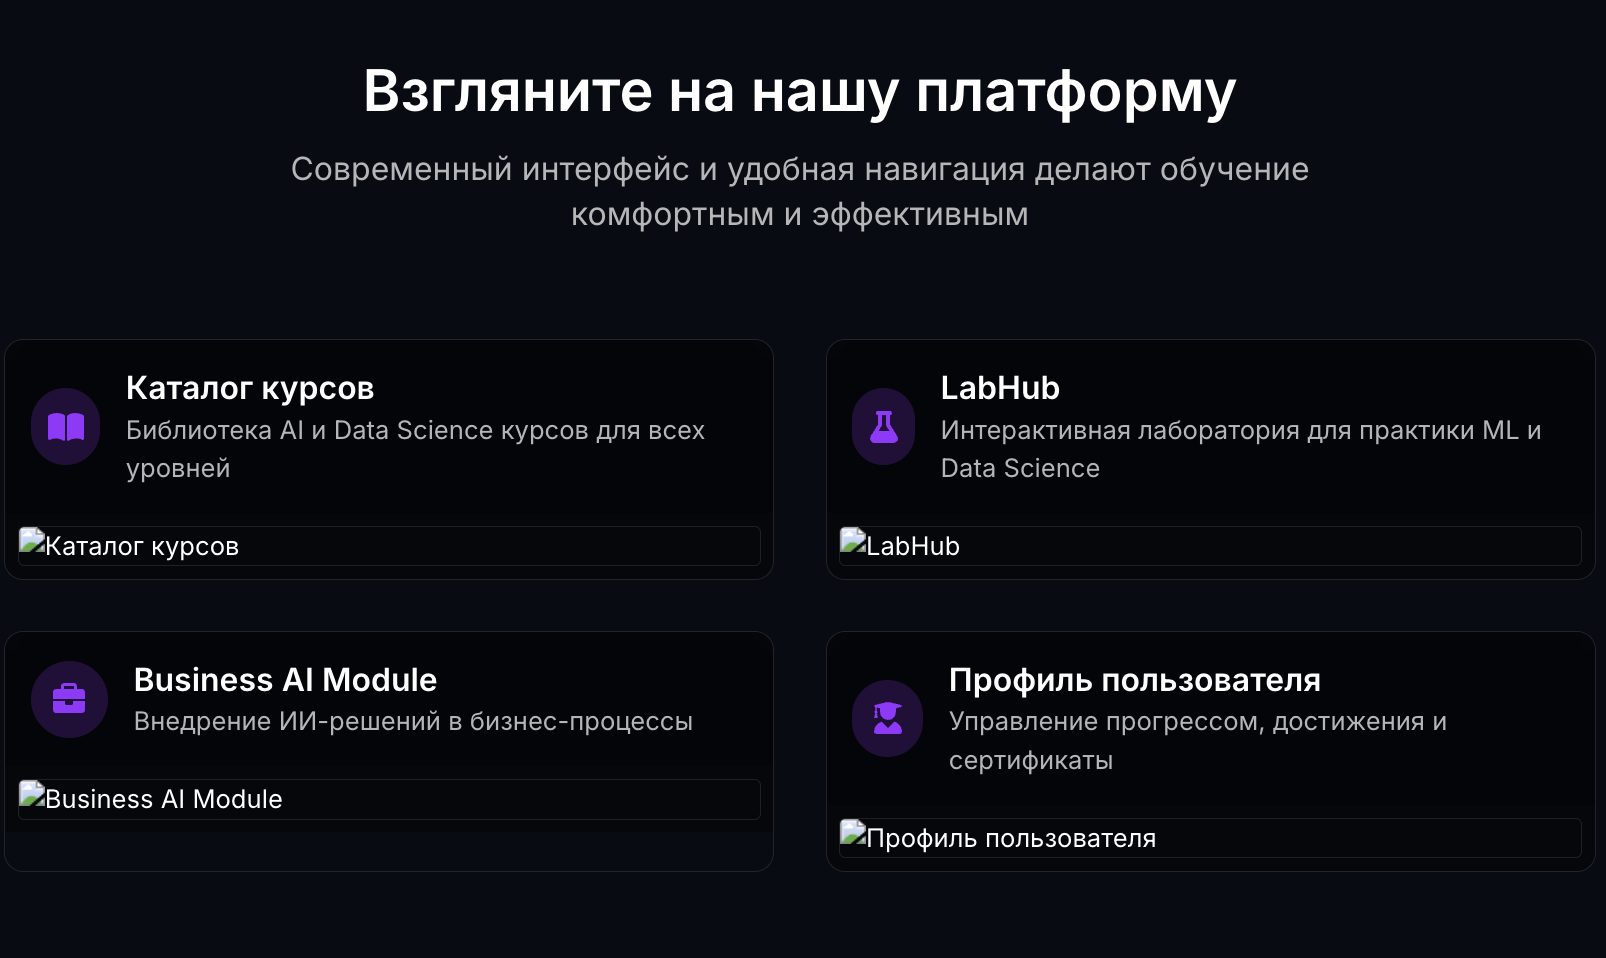 Взгляните на нашу платформу
Современный интерфейс и удобная навигация делают обучение
комфортным и эффективным
Каталог курсов
Библиотека AI и Data Science курсов для всех
уровней
Каталог курсов
LabHub
Интерактивная лаборатория для практики ML и
Data Science
LabHub
Business AI Module
Внедрение ИИ-решений в бизнес-процессы
Business AI Module
Профиль пользователя
Управление прогрессом, достижения и
сертификаты
Профиль пользователя